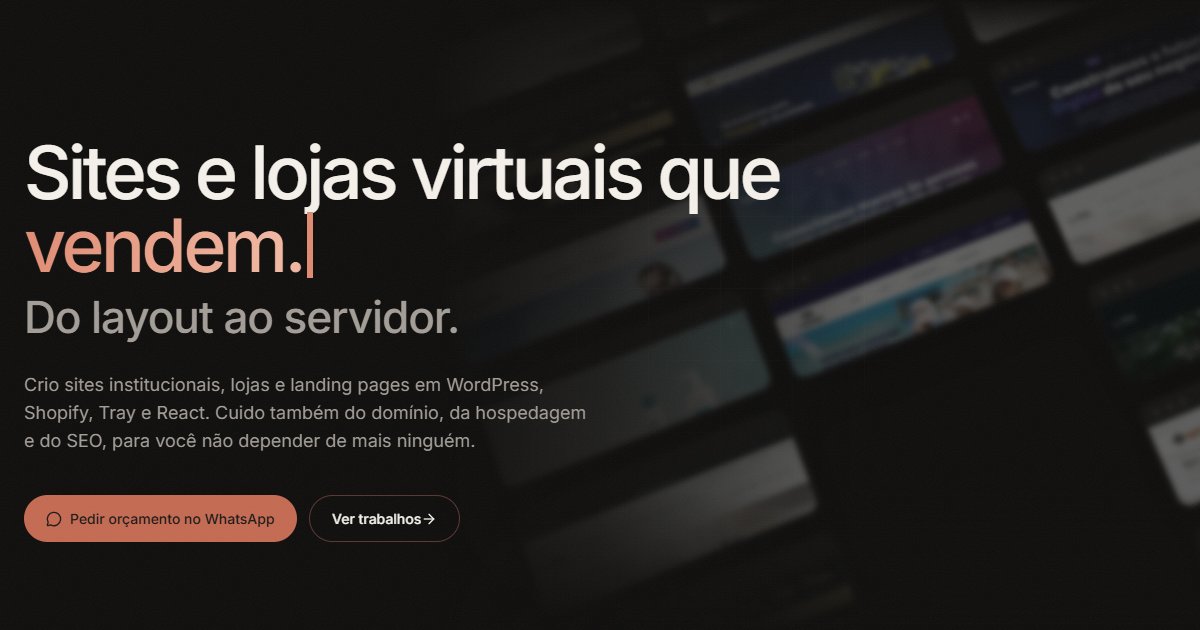 Sites e lojas virtuais que
vendem.
Do layout ao servidor.
Crio sites institucionais, lojas e landing pages em WordPress,
Shopify, Tray e React. Cuido também do domínio, da hospedagem
e do SEO, para você não depender de mais ninguém.
Pedir orçamento no WhatsApp
Ver trabalhos→